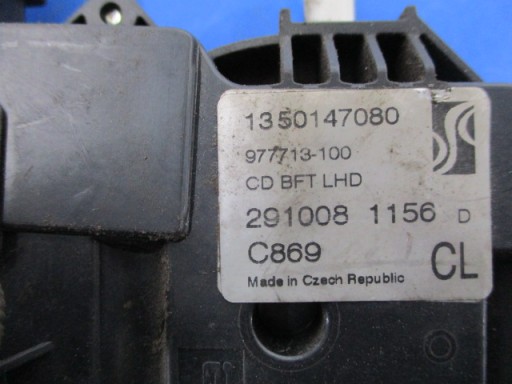 1350147080
977713-100
CD BFT LHD
291008 1156 D
C869
CL
Made in Czech Republic